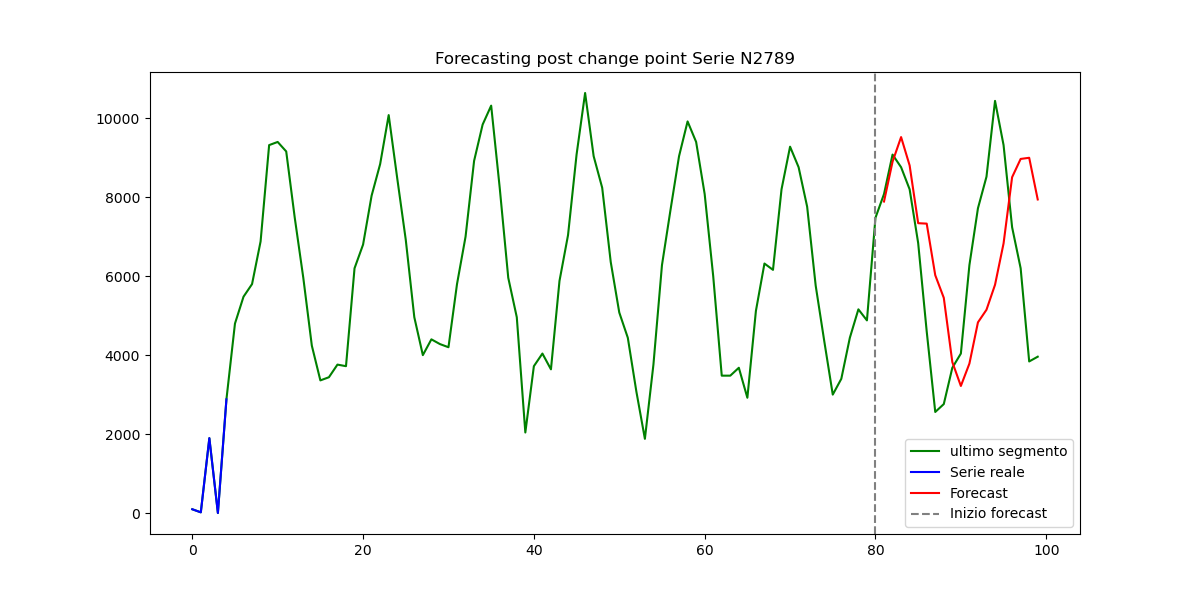 Forecasting post change point Serie N2789
10000
8000
6000
4000
2000
0
0 20 40 60 80 100
ultimo segmento
Serie reale
Forecast
Inizio forecast